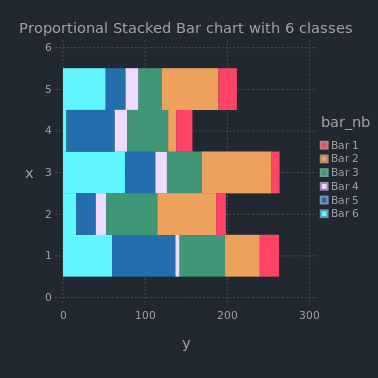 Proportional Stacked Bar chart with 6 classes
6
5
4
3
2
1
0
x
0 100 200 300
y
bar_nb
Bar 1
Bar 2
Bar 3
Bar 4
Bar 5
Bar 6